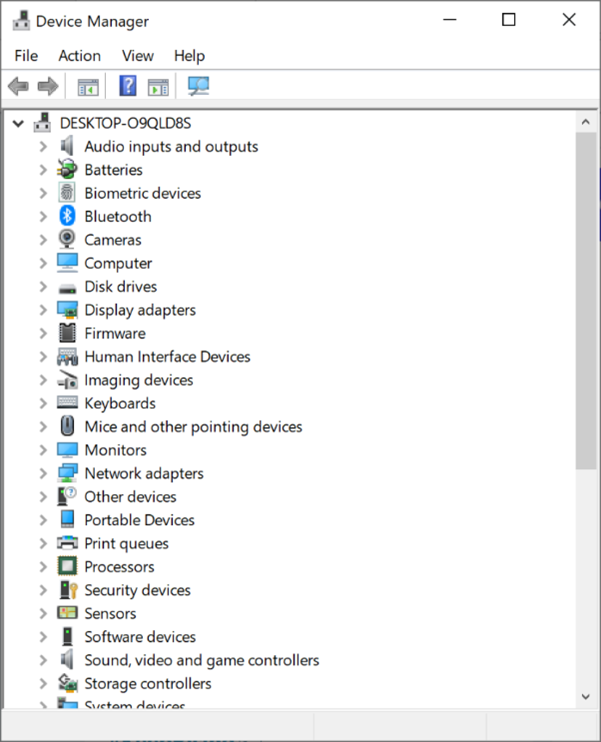 Device Manager
File Action View Help
DESKTOP-O9QLD8S
Audio inputs and outputs
Batteries
Biometric devices
Bluetooth
Cameras
Computer
Disk drives
Display adapters
Firmware
Human Interface Devices
Imaging devices
Keyboards
Mice and other pointing devices
Monitors
Network adapters
Other devices
Portable Devices
Print queues
Processors
Security devices
Sensors
Software devices
Sound, video and game controllers
Storage controllers
System devices